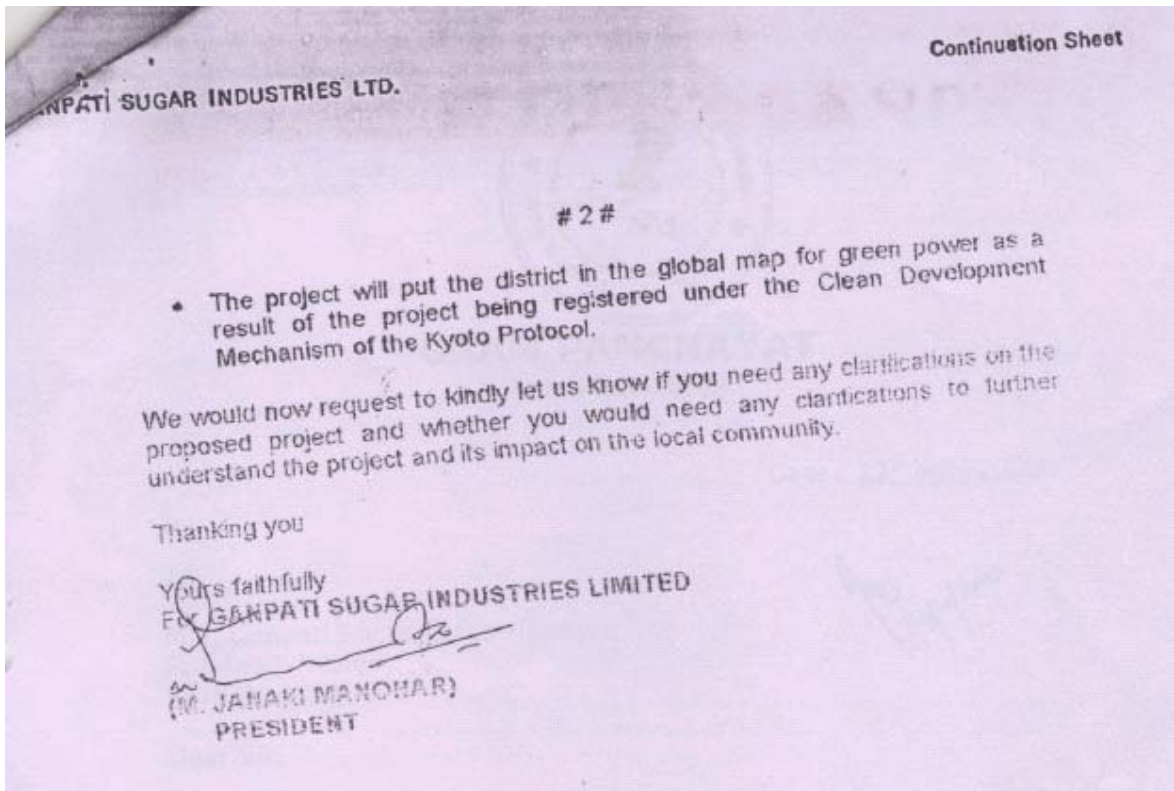 Continuation Sheet
ANPATI SUGAR INDUSTRIES LTD.
# 2 #
• The project will put the district in the global map for green power as a
result of the project being registered under the Clean Development
Mechanism of the Kyoto Protocol.
We would now request to kindly let us know if you need any clarifications on the
proposed project and whether you would need any clarifications to further
understand the project and its impact on the local community.
Thanking you
Yours faithfully
For GANPATI SUGAR INDUSTRIES LIMITED
(M. JANAKI MANOHAR)
PRESIDENT